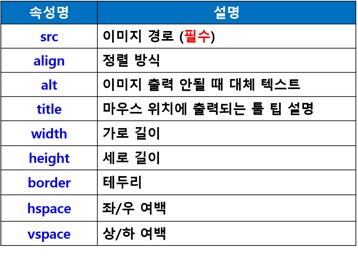 속성명 설명
src 이미지 경로 (필수)
align 정렬 방식
alt 이미지 출력 안될 때 대체 텍스트
title 마우스 위치에 출력되는 툴 팁 설명
width 가로 길이
height 세로 길이
border 테두리
hspace 좌/우 여백
vspace 상/하 여백